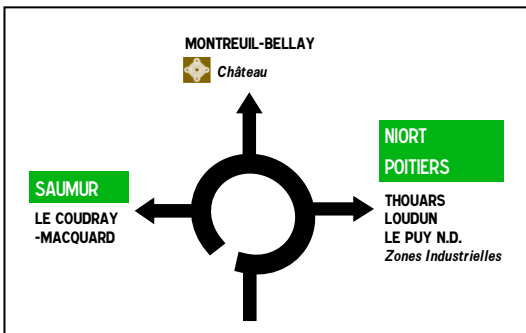 MONTREUIL-BELLAY
Château
NIORT
POITIERS
SAUMUR
LE COUDRAY
-MACQUARD
THOUARS
LOUDUN
LE PUY N.D.
Zones Industrielles